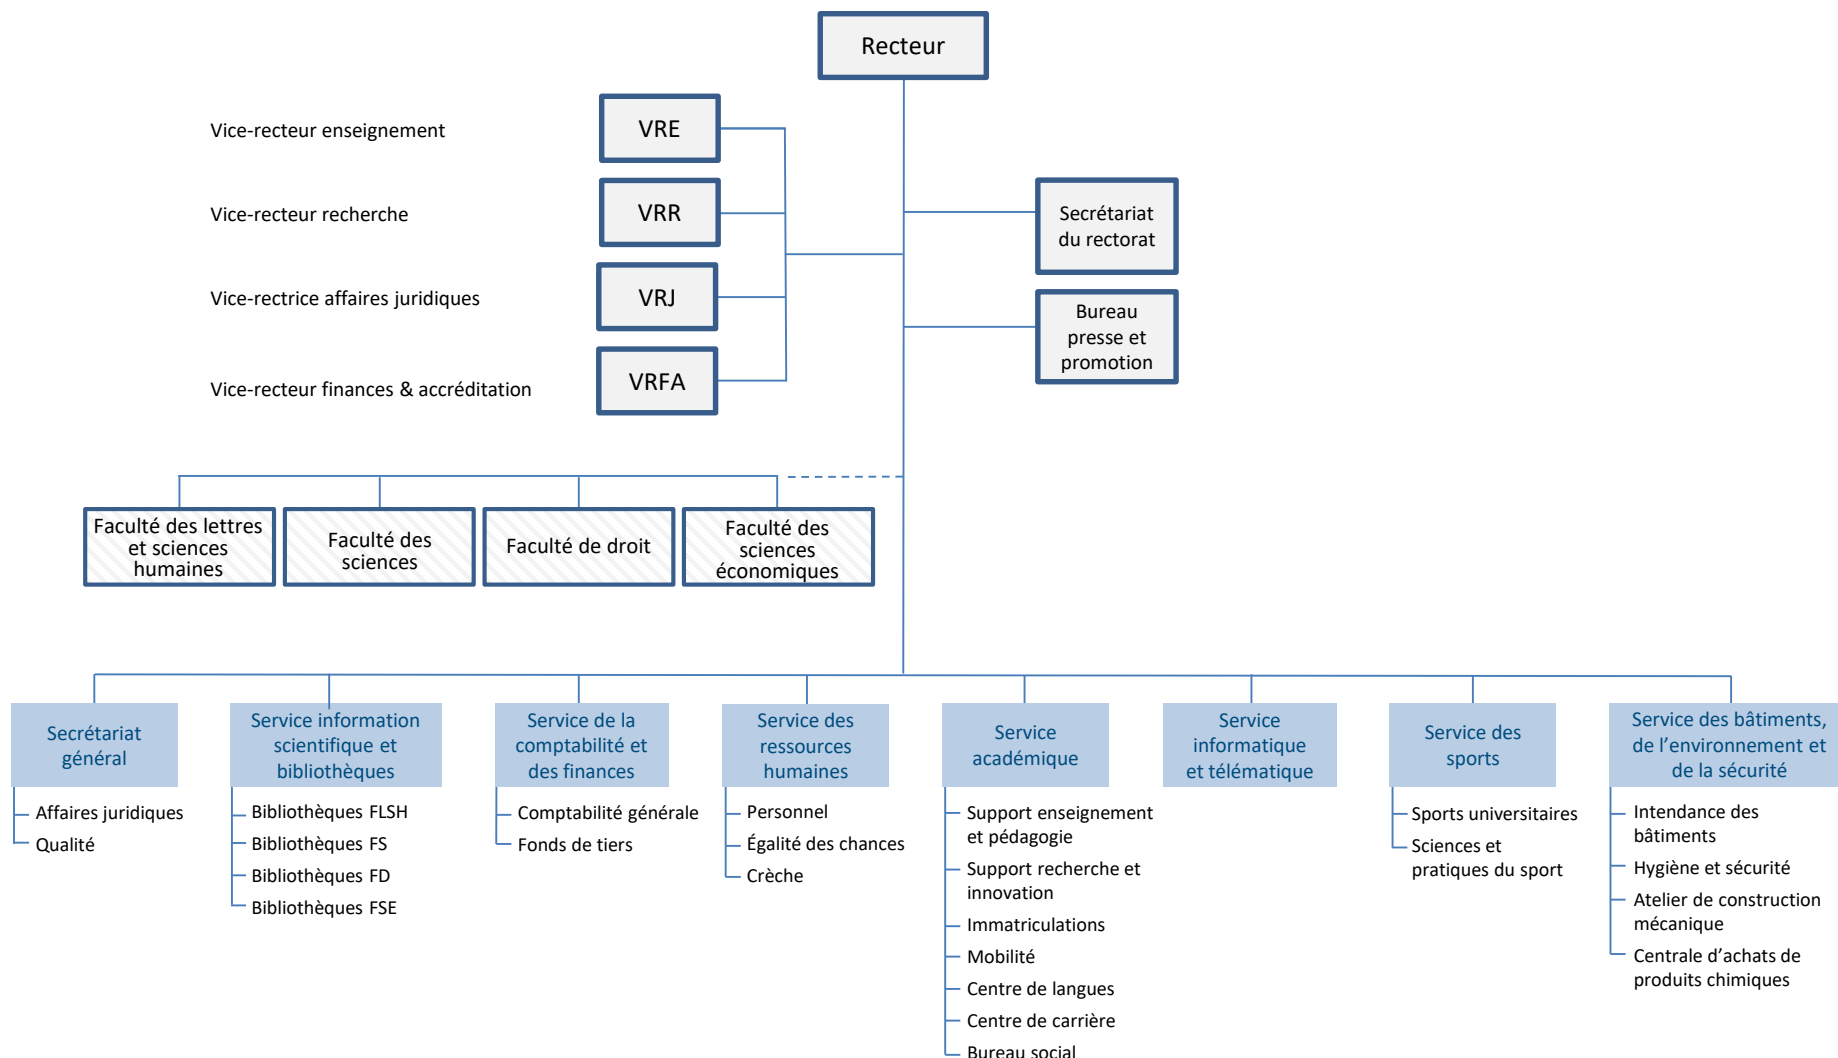 Recteur
Vice-recteur enseignement
VRE
Vice-recteur recherche
VRR
Secrétariat
du rectorat
Vice-rectrice affaires juridiques
VRJ
Bureau
presse et
promotion
Vice-recteur finances & accréditation
VRFA
Faculté des lettres
et sciences
humaines
Faculté des
sciences
Faculté de droit
Faculté des
sciences
économiques
Secrétariat
général
Affaires juridiques
Qualité
Service information
scientifique et
bibliothèques
Bibliothèques FLSH
Bibliothèques FS
Bibliothèques FD
Bibliothèques FSE
Service de la
comptabilité et
des finances
Comptabilité générale
Fonds de tiers
Service des
ressources
humaines
Personnel
Égalité des chances
Crèche
Service
académique
Support enseignement
et pédagogie
Support recherche et
innovation
Immatriculations
Mobilité
Centre de langues
Centre de carrière
Bureau social
Service
informatique
et télématique
Service des
sports
Sports universitaires
Sciences et
pratiques du sport
Service des bâtiments,
de l’environnement et
de la sécurité
Intendance des
bâtiments
Hygiène et sécurité
Atelier de construction
mécanique
Centrale d’achats de
produits chimiques